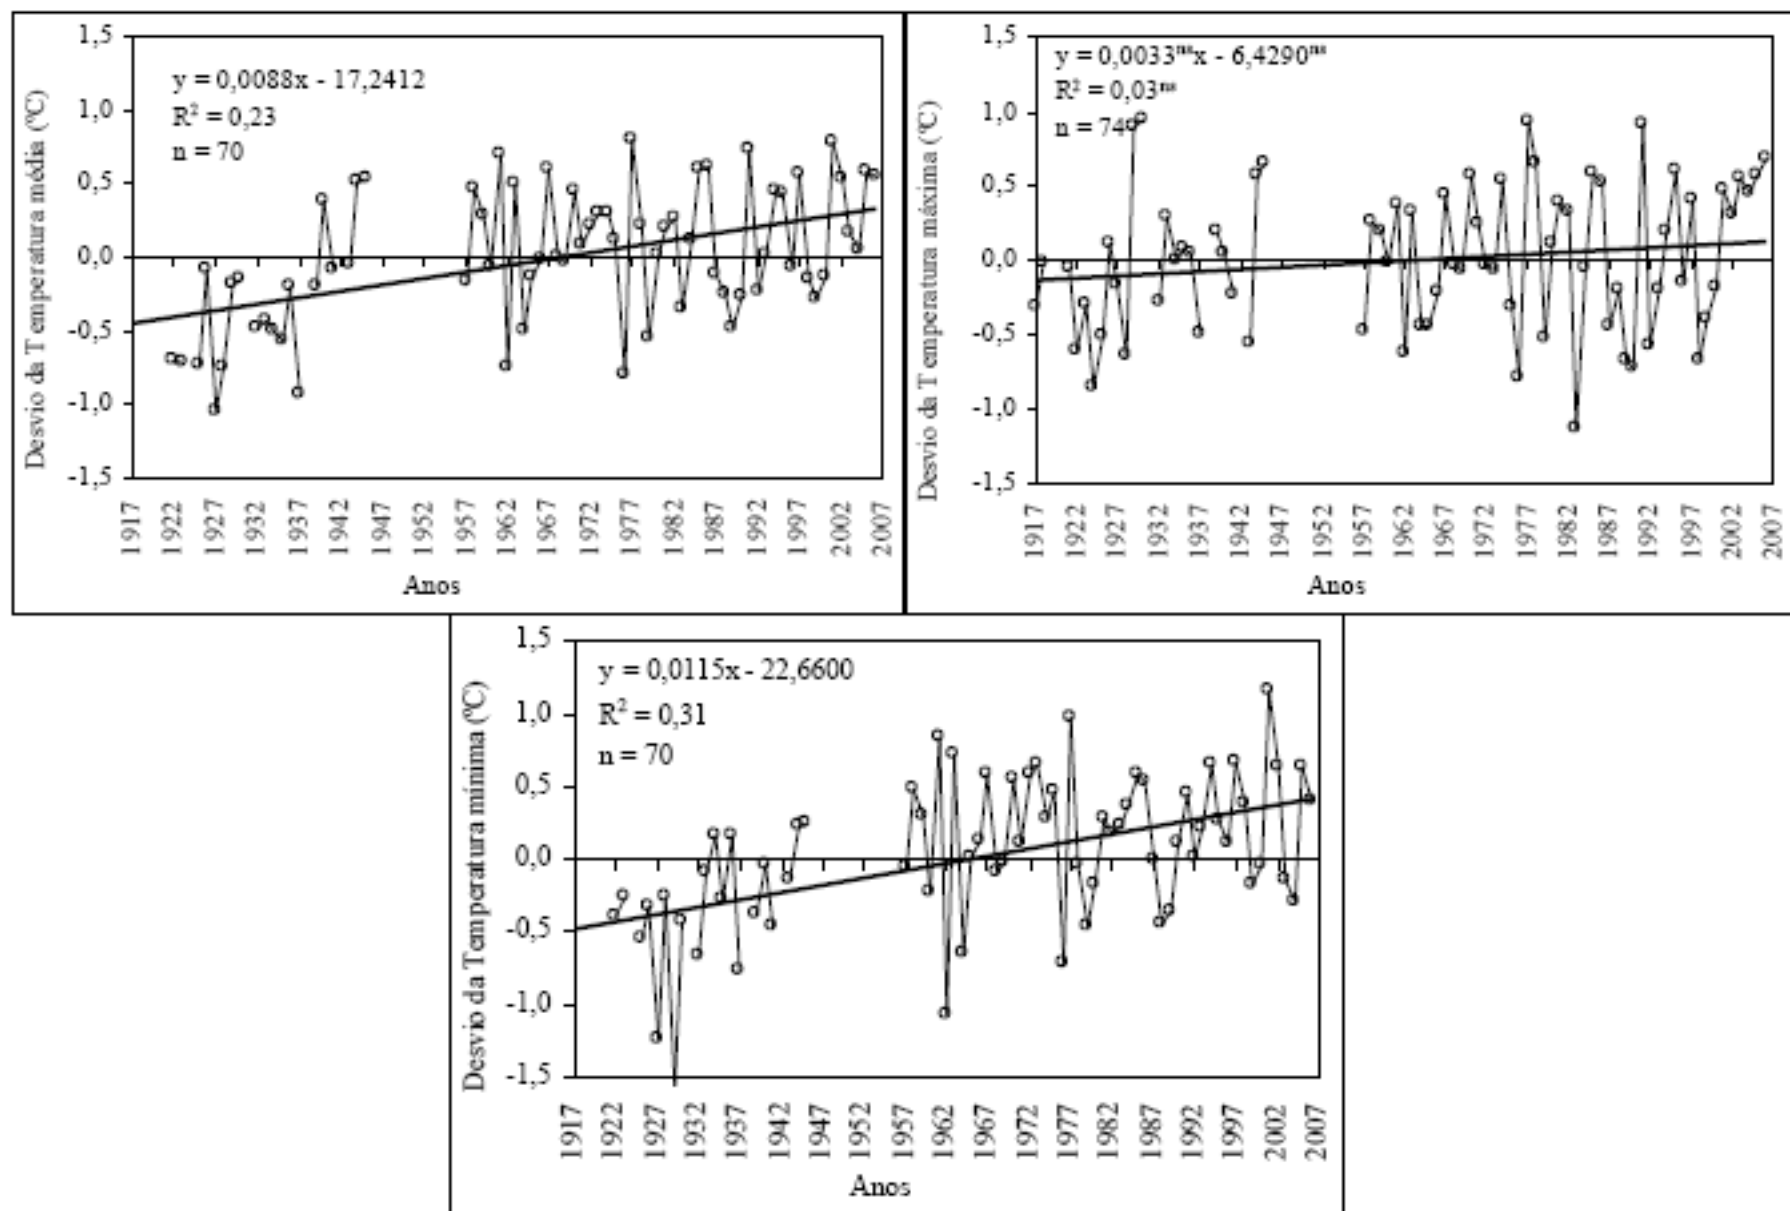 Desvio da Temperatura média (ºC)
1,5
1,0
0,5
0,0
-0,5
-1,0
-1,5
y = 0,0088x - 17,2412
R² = 0,23
n = 70
1917 1922 1927 1932 1937 1942 1947 1952 1957 1962 1967 1972 1977 1982 1987 1992 1997 2002 2007
Anos
Desvio da Temperatura máxima (ºC)
1,5
1,0
0,5
0,0
-0,5
-1,0
-1,5
y = 0,0033ⁿˢx - 6,4290ⁿˢ
R² = 0,03ⁿˢ
n = 74
1917 1922 1927 1932 1937 1942 1947 1952 1957 1962 1967 1972 1977 1982 1987 1992 1997 2002 2007
Anos
Desvio da Temperatura mínima (ºC)
1,5
1,0
0,5
0,0
-0,5
-1,0
-1,5
y = 0,0115x - 22,6600
R² = 0,31
n = 70
1917 1922 1927 1932 1937 1942 1947 1952 1957 1962 1967 1972 1977 1982 1987 1992 1997 2002 2007
Anos